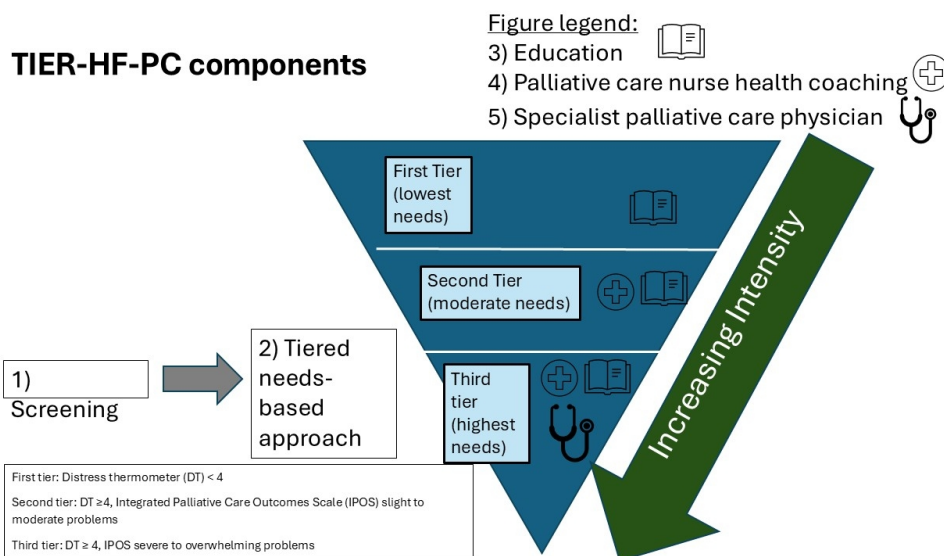 TIER-HF-PC components
Figure legend:
3) Education
4) Palliative care nurse health coaching
5) Specialist palliative care physician
First Tier
(lowest
needs)
Second Tier
(moderate needs)
Third
tier
(highest
needs)
Increasing Intensity
1)
Screening
2) Tiered
needs-
based
approach
First tier: Distress thermometer (DT) < 4
Second tier: DT ≥4, Integrated Palliative Care Outcomes Scale (IPOS) slight to
moderate problems
Third tier: DT ≥ 4, IPOS severe to overwhelming problems